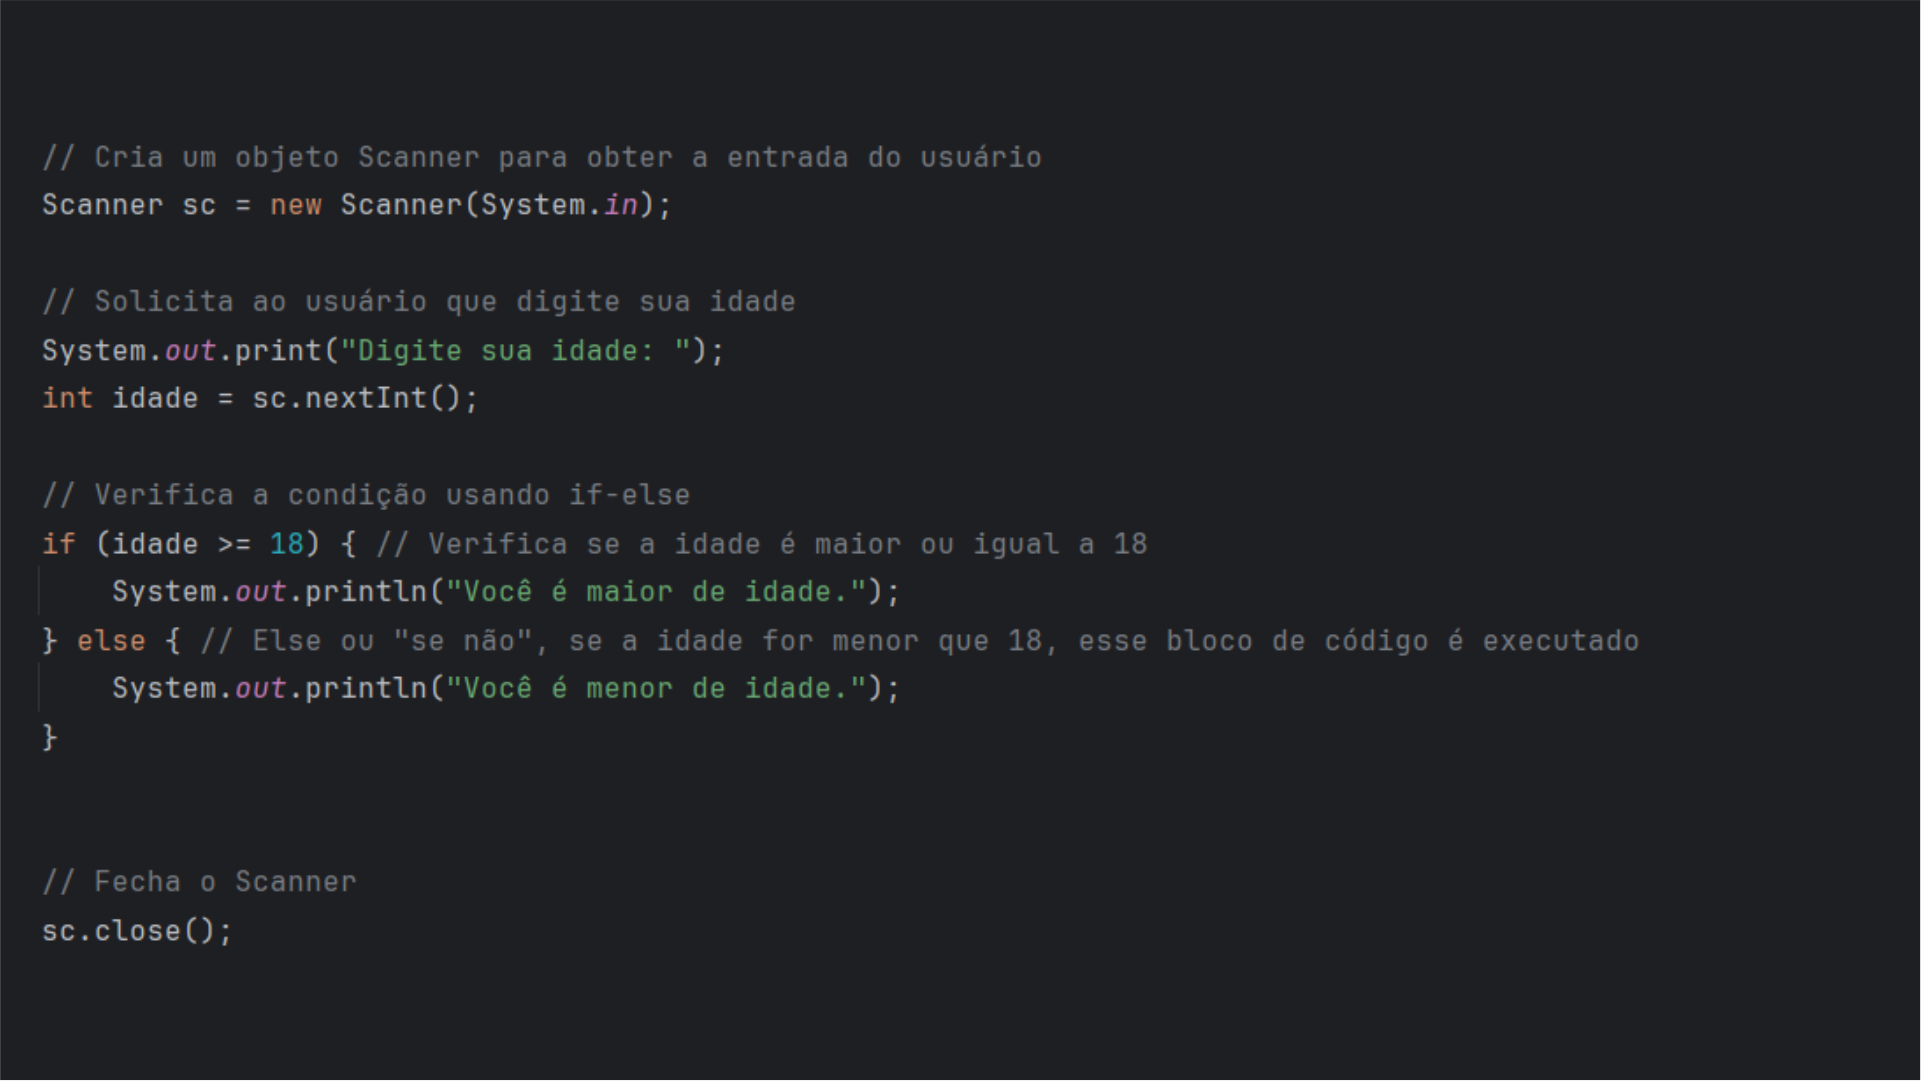 // Cria um objeto Scanner para obter a entrada do usuário
Scanner sc = new Scanner(System.in);
// Solicita ao usuário que digite sua idade
System.out.print("Digite sua idade: ");
int idade = sc.nextInt();
// Verifica a condição usando if-else
if (idade >= 18) { // Verifica se a idade é maior ou igual a 18
    System.out.println("Você é maior de idade.");
} else { // Else ou "se não", se a idade for menor que 18, esse bloco de código é executado
    System.out.println("Você é menor de idade.");
}
// Fecha o Scanner
sc.close();